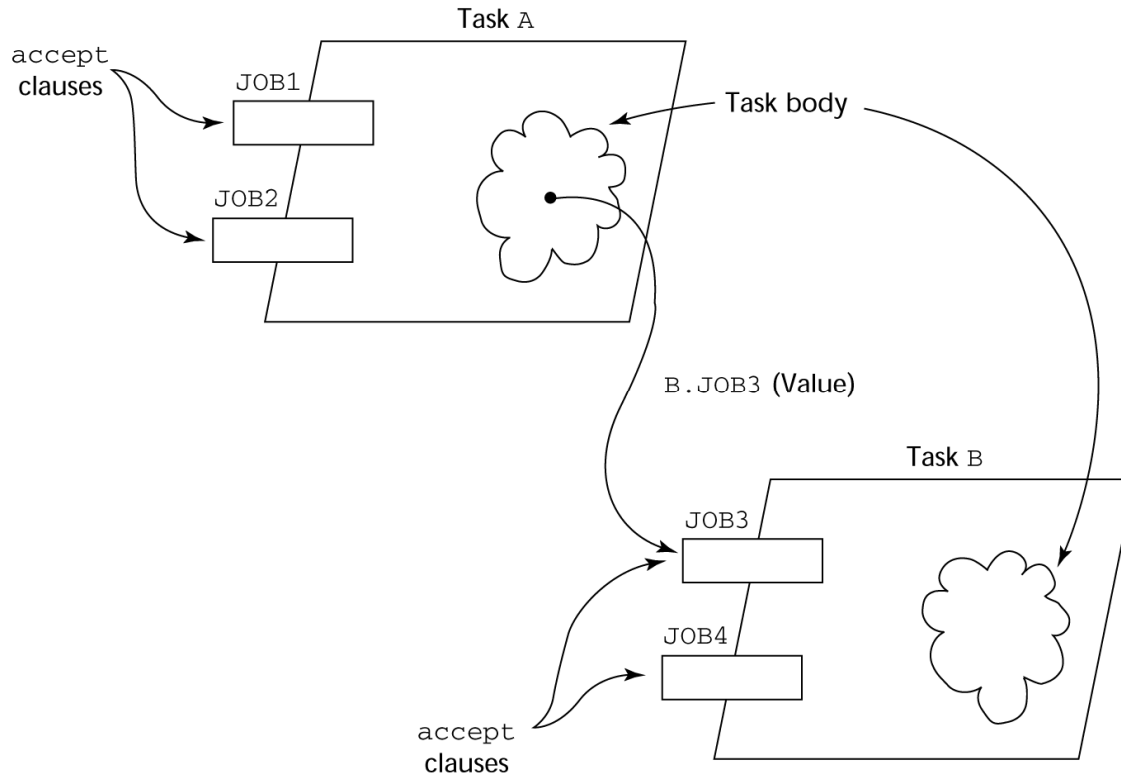 Task A
accept
clauses
JOB1
Task body
JOB2
B.JOB3 (Value)
Task B
JOB3
JOB4
accept
clauses